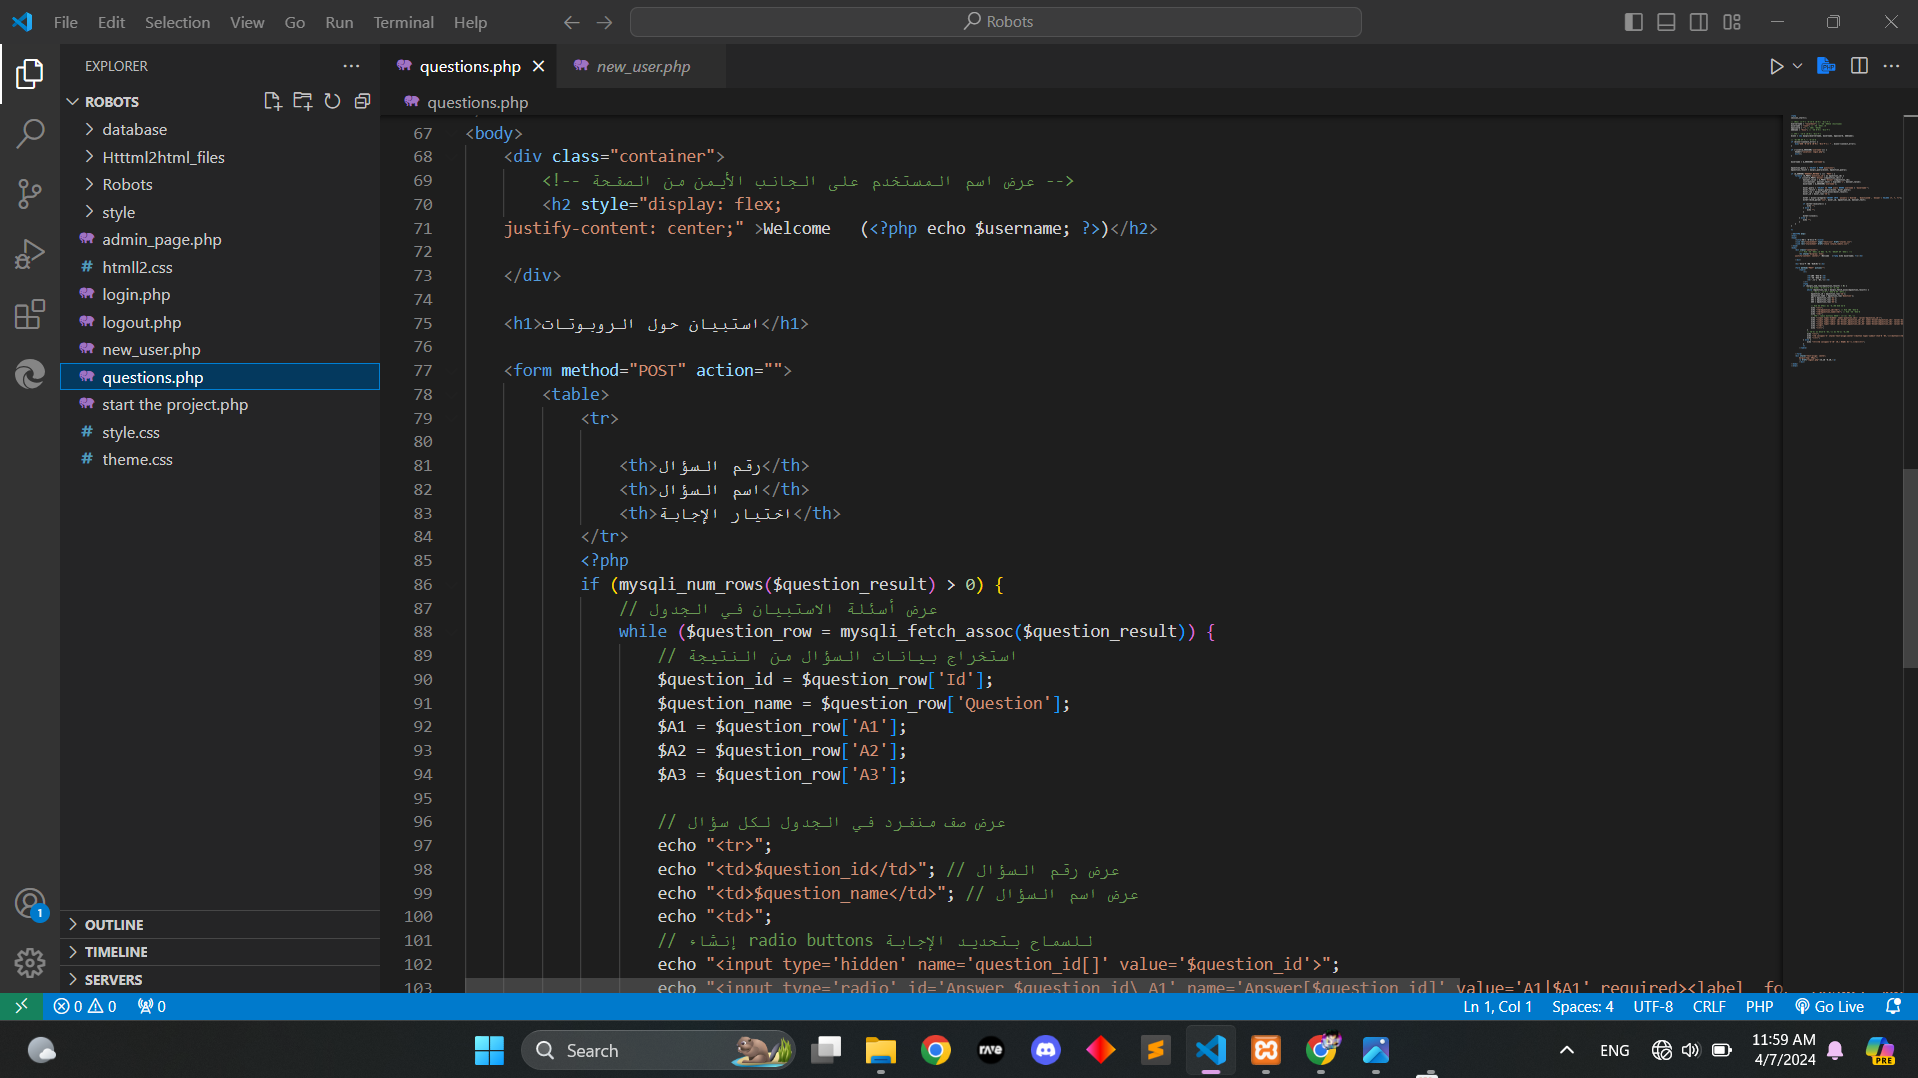 File Edit Selection View Go Run Terminal Help
Robots
EXPLORER
ROBOTS
database
Htttml2html_files
Robots
style
admin_page.php
# htmll2.css
login.php
logout.php
new_user.php
questions.php
start the project.php
# style.css
# theme.css
OUTLINE
TIMELINE
SERVERS
questions.php
new_user.php
questions.php
67 <body>
68 <div class="container">
69 <!-- عرض اسم المستخدم على الجانب الأيمن من الصفحة -->
70 <h2 style="display: flex;
71 justify-content: center;" >Welcome (<?php echo $username; ?>)</h2>
72
73 </div>
74
75 <h1>استبيان حول الروبوتات</h1>
76
77 <form method="POST" action="">
78 <table>
79 <tr>
80
81 <th>رقم السؤال</th>
82 <th>اسم السؤال</th>
83 <th>اختيار الإجابة</th>
84 </tr>
85 <?php
86 if (mysqli_num_rows($question_result) > 0) {
87 // عرض أسئلة الاستبيان في الجدول
88 while ($question_row = mysqli_fetch_assoc($question_result)) {
89 // استخراج بيانات السؤال من النتيجة
90 $question_id = $question_row['Id'];
91 $question_name = $question_row['Question'];
92 $A1 = $question_row['A1'];
93 $A2 = $question_row['A2'];
94 $A3 = $question_row['A3'];
95
96 // عرض صف منفرد في الجدول لكل سؤال
97 echo "<tr>";
98 echo "<td>$question_id</td>"; // عرض رقم السؤال
99 echo "<td>$question_name</td>"; // عرض اسم السؤال
100 echo "<td>";
101 // إنشاء radio buttons للسماح بتحديد الإجابة
102 echo "<input type='hidden' name='question_id[]' value='$question_id'>";
103 echo "<input type='radio' id='Answer_$question_id\_A1' name='Answer[$question_id]' value='A1|$A1' required><label fo
0 0 0
Ln 1, Col 1 Spaces: 4 UTF-8 CRLF PHP Go Live
1
Search
rave
ENG
11:59 AM
4/7/2024
PRE